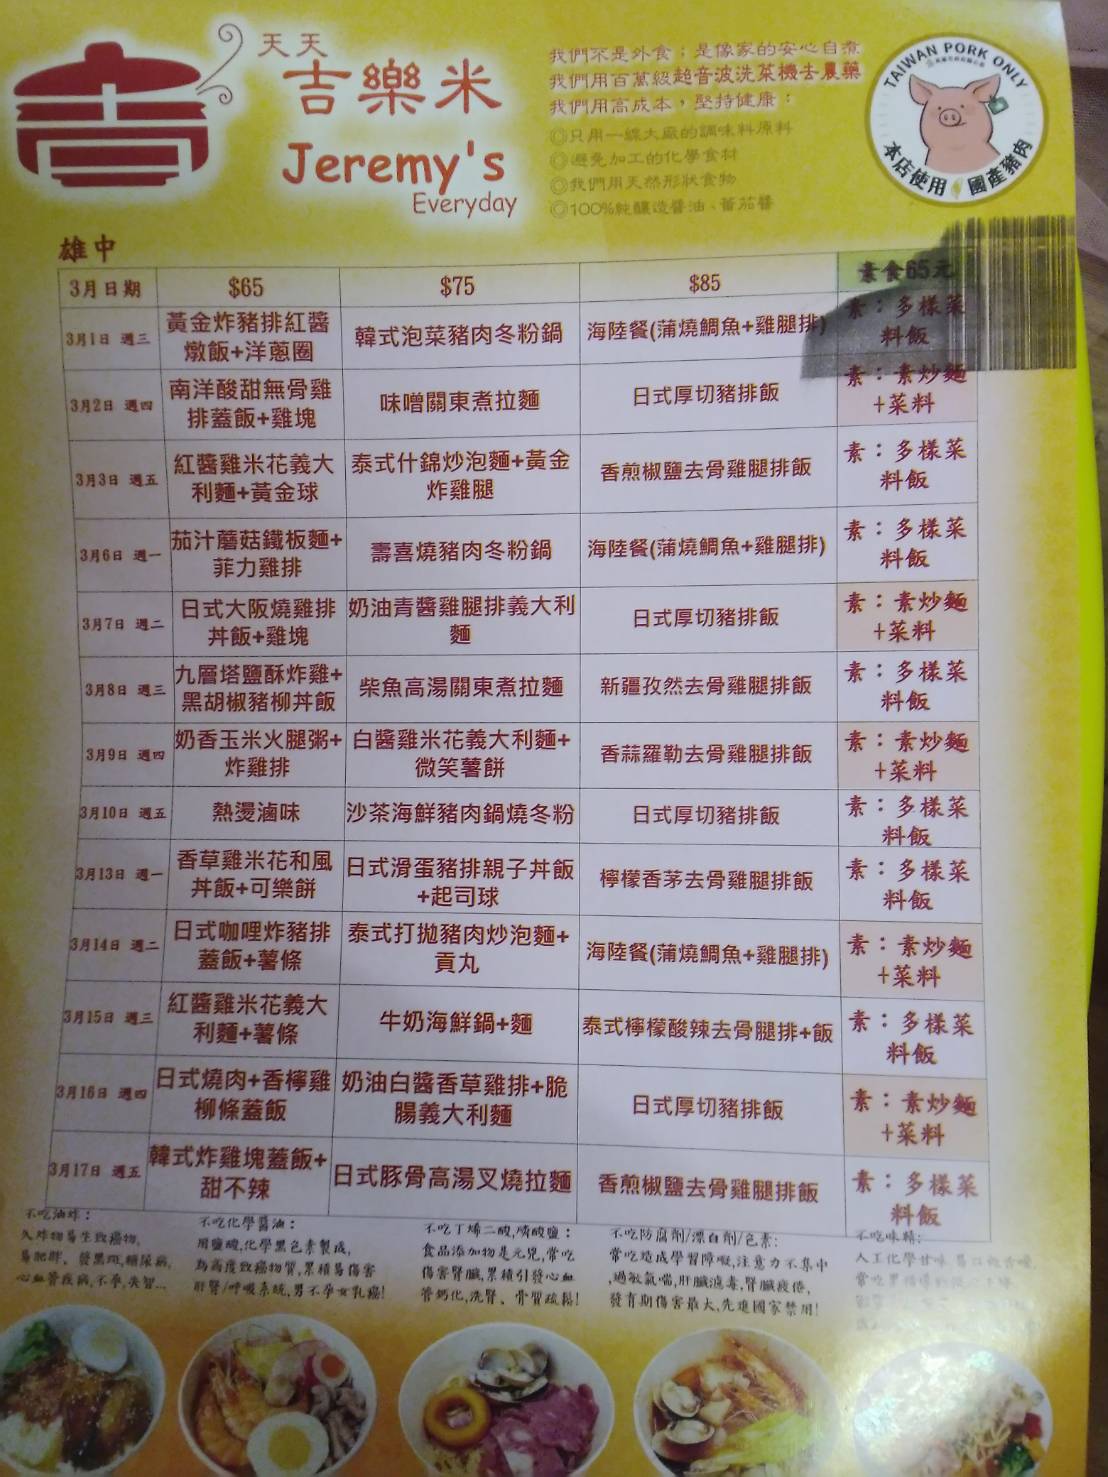 天天
吉樂米
Jeremy's
Everyday
我們不是外食；是像家的安心自煮
我們用百萬級超音波洗菜機去農藥
我們用高成本，堅持健康：
◎只用一線大廠的調味料原料
◎避免加工的化學食材
◎我們用天然形狀食物
◎100%純釀造醬油、蕃茄醬
TAIWAN PORK ONLY
本店使用 國產豬肉
雄中
3月日期 $65 $75 $85 素食65元
3月1日 週三 黃金炸豬排紅醬燉飯+洋蔥圈 韓式泡菜豬肉冬粉鍋 海陸餐(蒲燒鯛魚+雞腿排) 素：多樣菜料飯
3月2日 週四 南洋酸甜無骨雞排蓋飯+雞塊 味噌關東煮拉麵 日式厚切豬排飯 素：素炒麵+菜料
3月3日 週五 紅醬雞米花義大利麵+黃金球 泰式什錦炒泡麵+黃金炸雞腿 香煎椒鹽去骨雞腿排飯 素：多樣菜料飯
3月6日 週一 茄汁蘑菇鐵板麵+菲力雞排 壽喜燒豬肉冬粉鍋 海陸餐(蒲燒鯛魚+雞腿排) 素：多樣菜料飯
3月7日 週二 日式大阪燒雞排丼飯+雞塊 奶油青醬雞腿排義大利麵 日式厚切豬排飯 素：素炒麵+菜料
3月8日 週三 九層塔鹽酥炸雞+黑胡椒豬柳丼飯 柴魚高湯關東煮拉麵 新疆孜然去骨雞腿排飯 素：多樣菜料飯
3月9日 週四 奶香玉米火腿粥+炸雞排 白醬雞米花義大利麵+微笑薯餅 香蒜羅勒去骨雞腿排飯 素：素炒麵+菜料
3月10日 週五 熱燙滷味 沙茶海鮮豬肉鍋燒冬粉 日式厚切豬排飯 素：多樣菜料飯
3月13日 週一 香草雞米花和風丼飯+可樂餅 日式滑蛋豬排親子丼飯+起司球 檸檬香茅去骨雞腿排飯 素：多樣菜料飯
3月14日 週二 日式咖哩炸豬排蓋飯+薯條 泰式打拋豬肉炒泡麵+貢丸 海陸餐(蒲燒鯛魚+雞腿排) 素：素炒麵+菜料
3月15日 週三 紅醬雞米花義大利麵+薯條 牛奶海鮮鍋+麵 泰式檸檬酸辣去骨腿排+飯 素：多樣菜料飯
3月16日 週四 日式燒肉+香檸雞柳條蓋飯 奶油白醬香草雞排+脆腸義大利麵 日式厚切豬排飯 素：素炒麵+菜料
3月17日 週五 韓式炸雞塊蓋飯+甜不辣 日式豚骨高湯叉燒拉麵 香煎椒鹽去骨雞腿排飯 素：多樣菜料飯
不吃油炸：
久炸物易生致癌物,
易肥胖、發黑斑,糖尿病,
心血管疾病,不孕,失智...
不吃化學醬油：
用鹽酸,化學黑色素製成,
為高度致癌物質,累積易傷害
肝腎/呼吸系統,男不孕女乳癌!
不吃丁烯二酸,磷酸鹽：
食品添加物是元兇,常吃
傷害腎臟,累積引發心血
管鈣化,洗腎、骨質疏鬆!
不吃防腐劑/漂白劑/色素:
常吃造成學習障礙,注意力不集中
,過敏氣喘,肝臟滤毒,腎臟疲倦,
發育期傷害最大,先進國家禁用!
不吃味精:
人工化學甘味